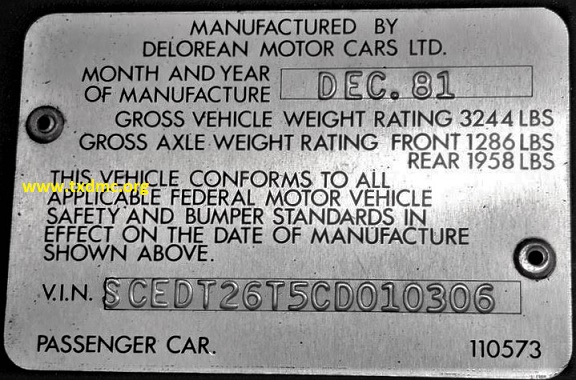 MANUFACTURED BY
DELOREAN MOTOR CARS LTD.
MONTH AND YEAR
OF MANUFACTURE DEC. 81
GROSS VEHICLE WEIGHT RATING 3244 LBS
GROSS AXLE WEIGHT RATING FRONT 1286 LBS
REAR 1958 LBS
THIS VEHICLE CONFORMS TO ALL
www.txdmc.org
APPLICABLE FEDERAL MOTOR VEHICLE
SAFETY AND BUMPER STANDARDS IN
EFFECT ON THE DATE OF MANUFACTURE
SHOWN ABOVE.
V.I.N. SCEDT26T5CD010306
PASSENGER CAR. 110573